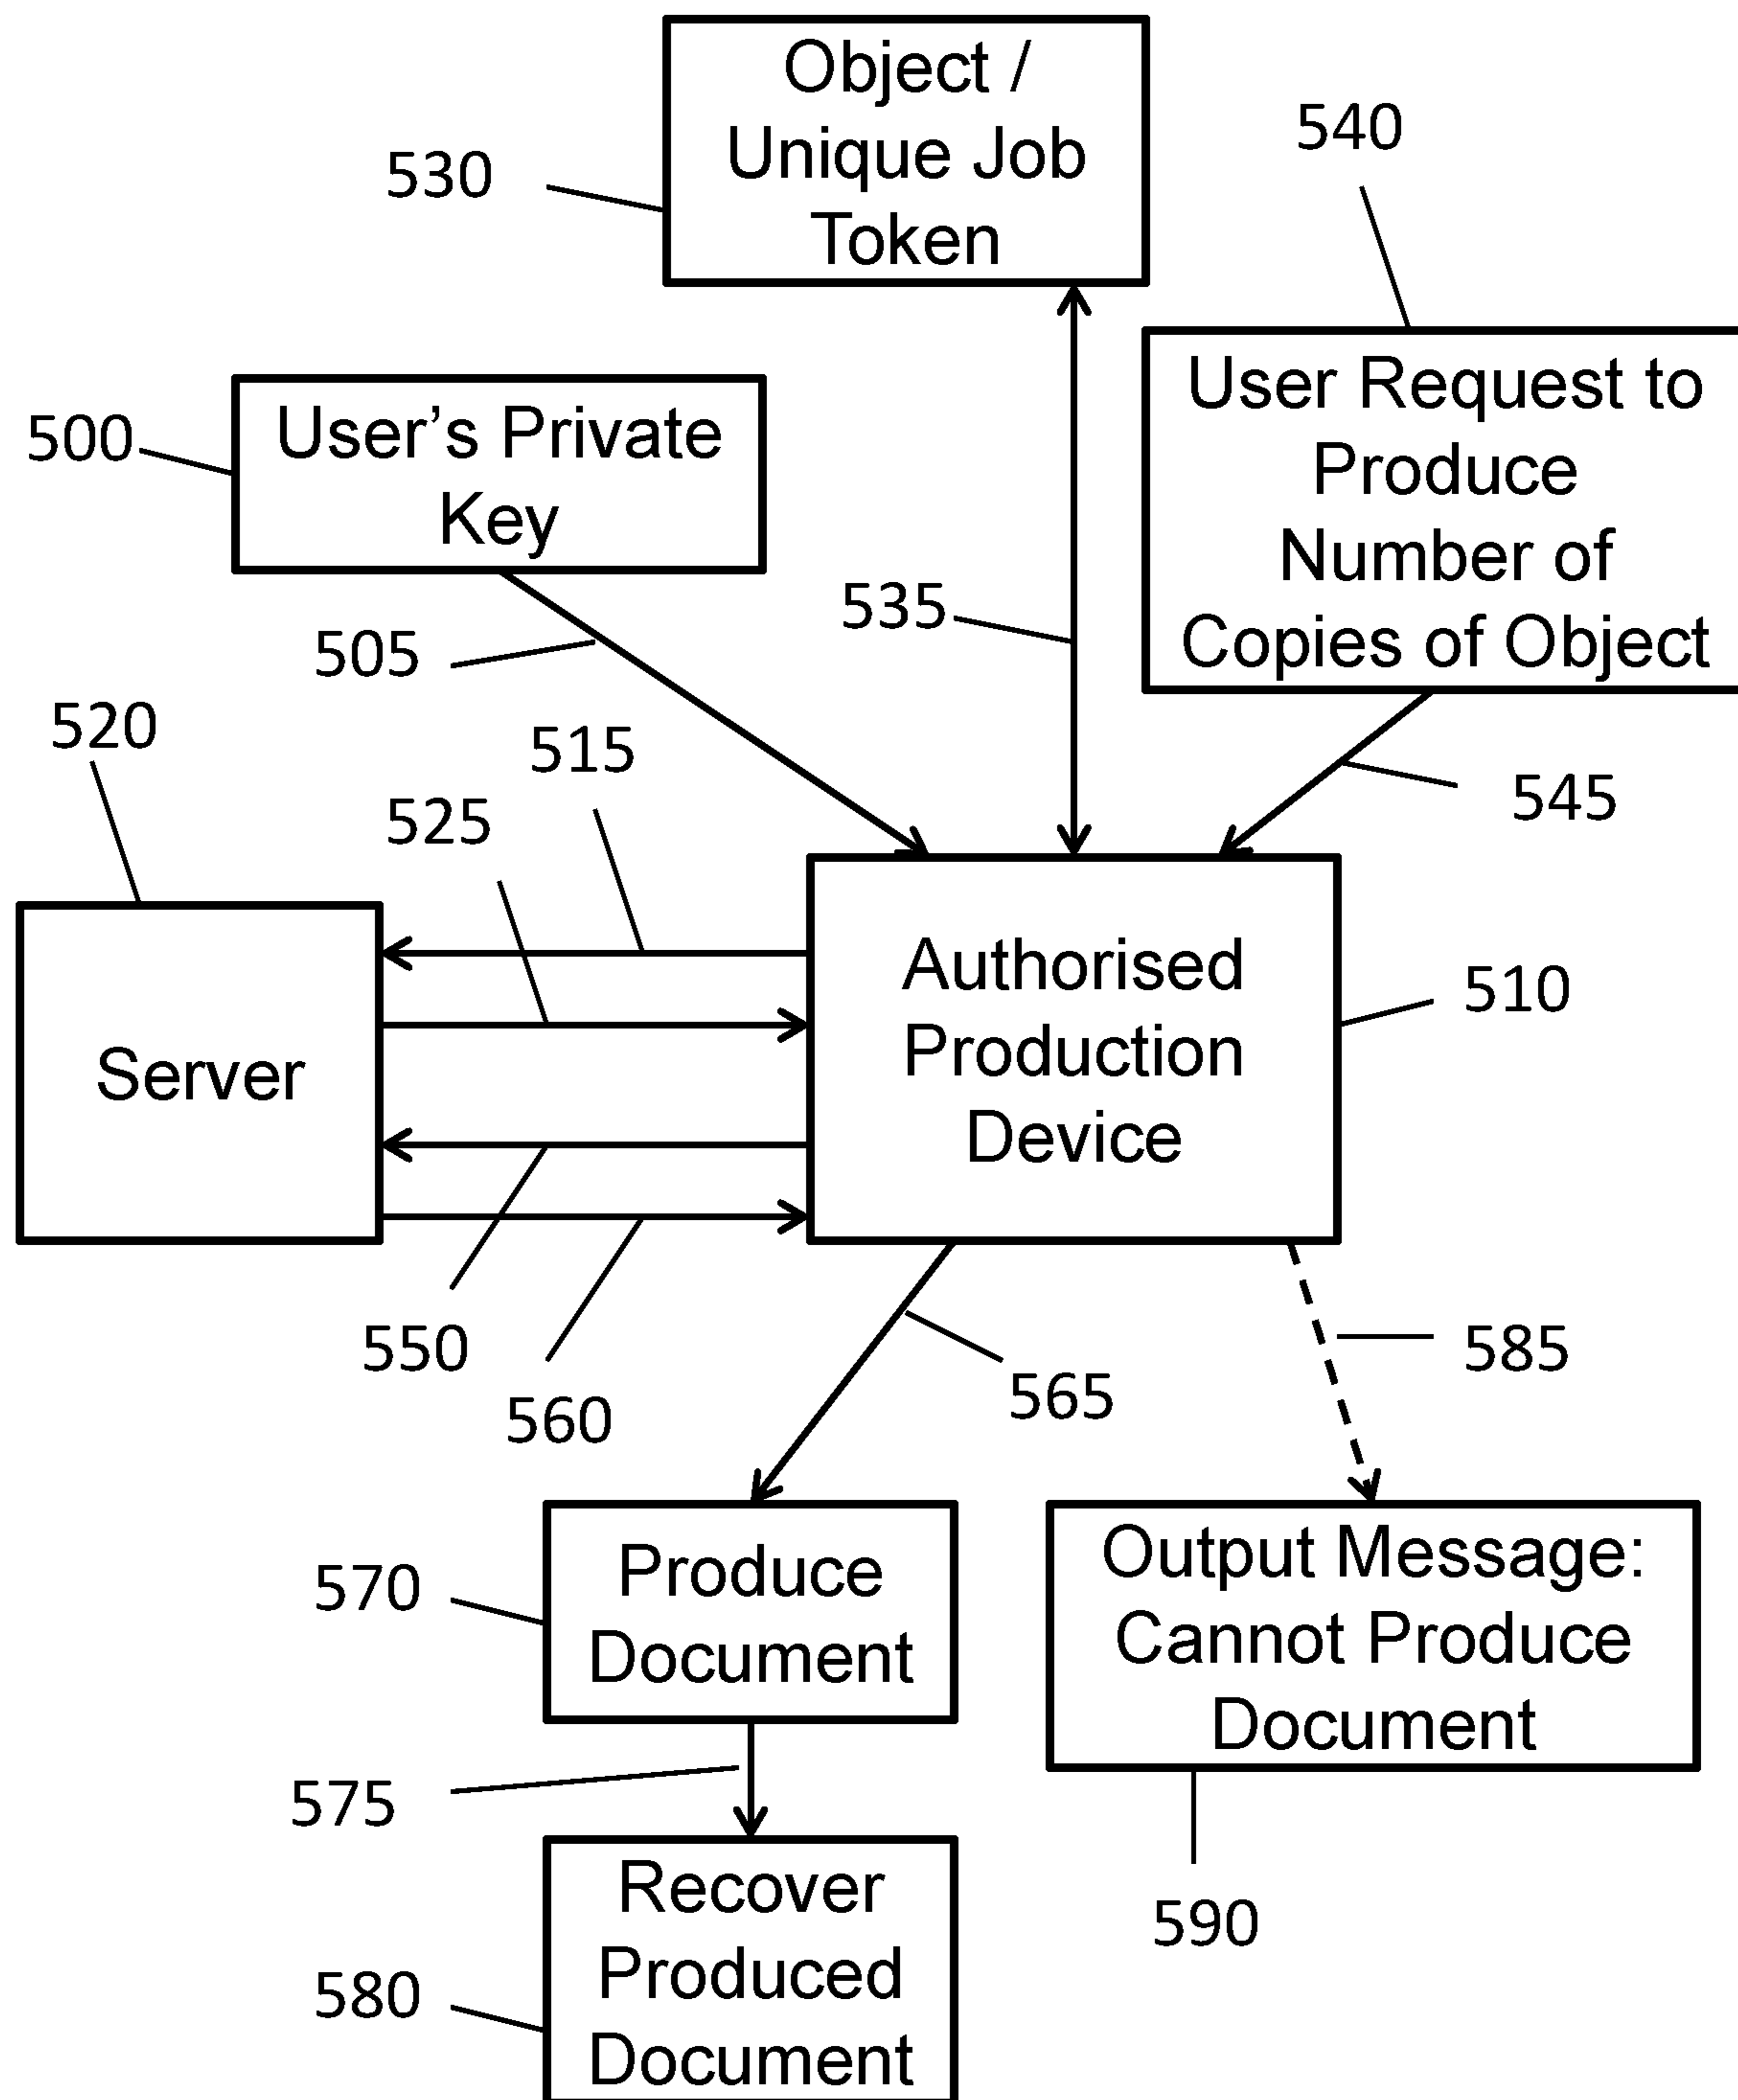 Object /
Unique Job
Token
530
540
User Request to
Produce
Number of
Copies of Object
User's Private
Key
500
535
505
520
515
545
525
Server
Authorised
Production
Device
510
550
560
565
585
Produce
Document
570
Output Message:
Cannot Produce
Document
575
590
Recover
Produced
Document
580